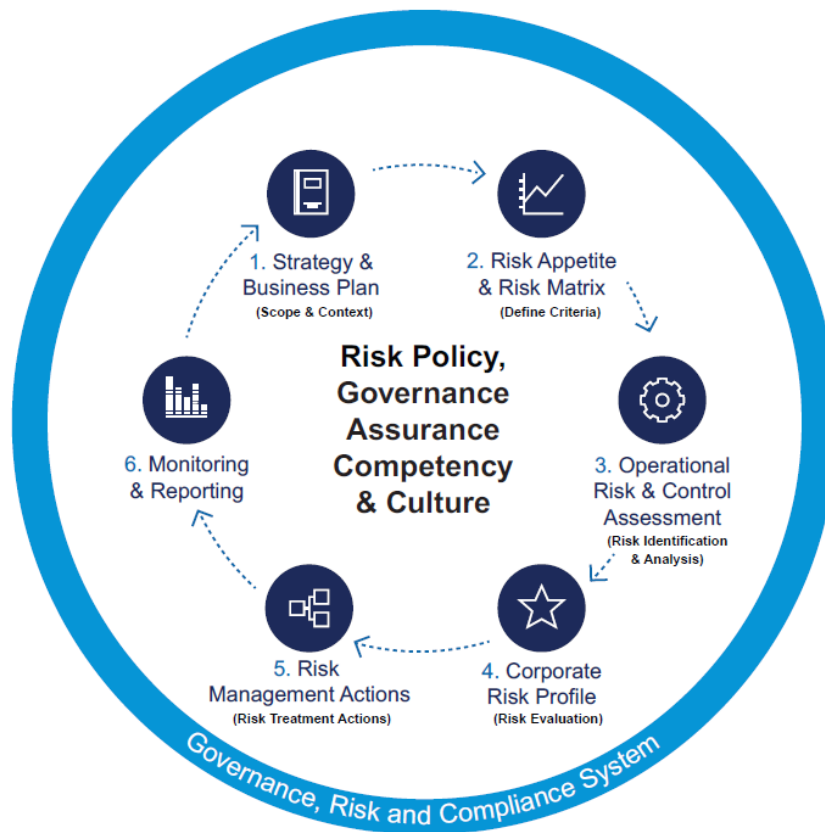 1. Strategy &
Business Plan
(Scope & Context)
2. Risk Appetite
& Risk Matrix
(Define Criteria)
Risk Policy,
Governance
Assurance
Competency
& Culture
3. Operational
Risk & Control
Assessment
(Risk Identification
& Analysis)
6. Monitoring
& Reporting
5. Risk
Management Actions
(Risk Treatment Actions)
4. Corporate
Risk Profile
(Risk Evaluation)
Governance, Risk and Compliance System